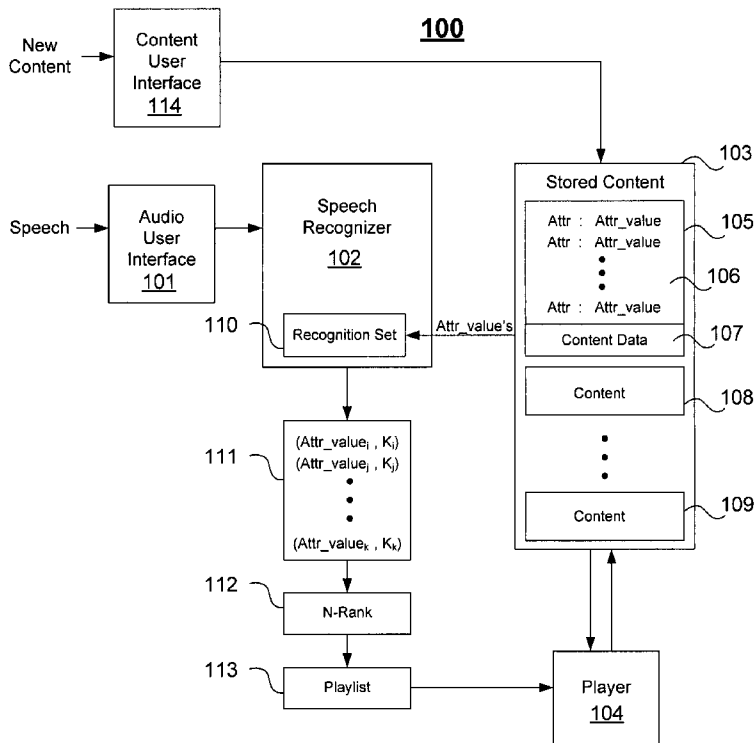 100
New
Content
Content
User
Interface
114
103
Stored Content
Speech
Audio
User
Interface
101
Speech
Recognizer
102
Attr : Attr_value
Attr : Attr_value
Attr : Attr_value
105
106
110
Recognition Set
Attr_value's
Content Data
107
Content
108
111
(Attr_valueᵢ , Kᵢ)
(Attr_valueⱼ , Kⱼ)
(Attr_valueₖ , Kₖ)
Content
109
112
N-Rank
113
Playlist
Player
104